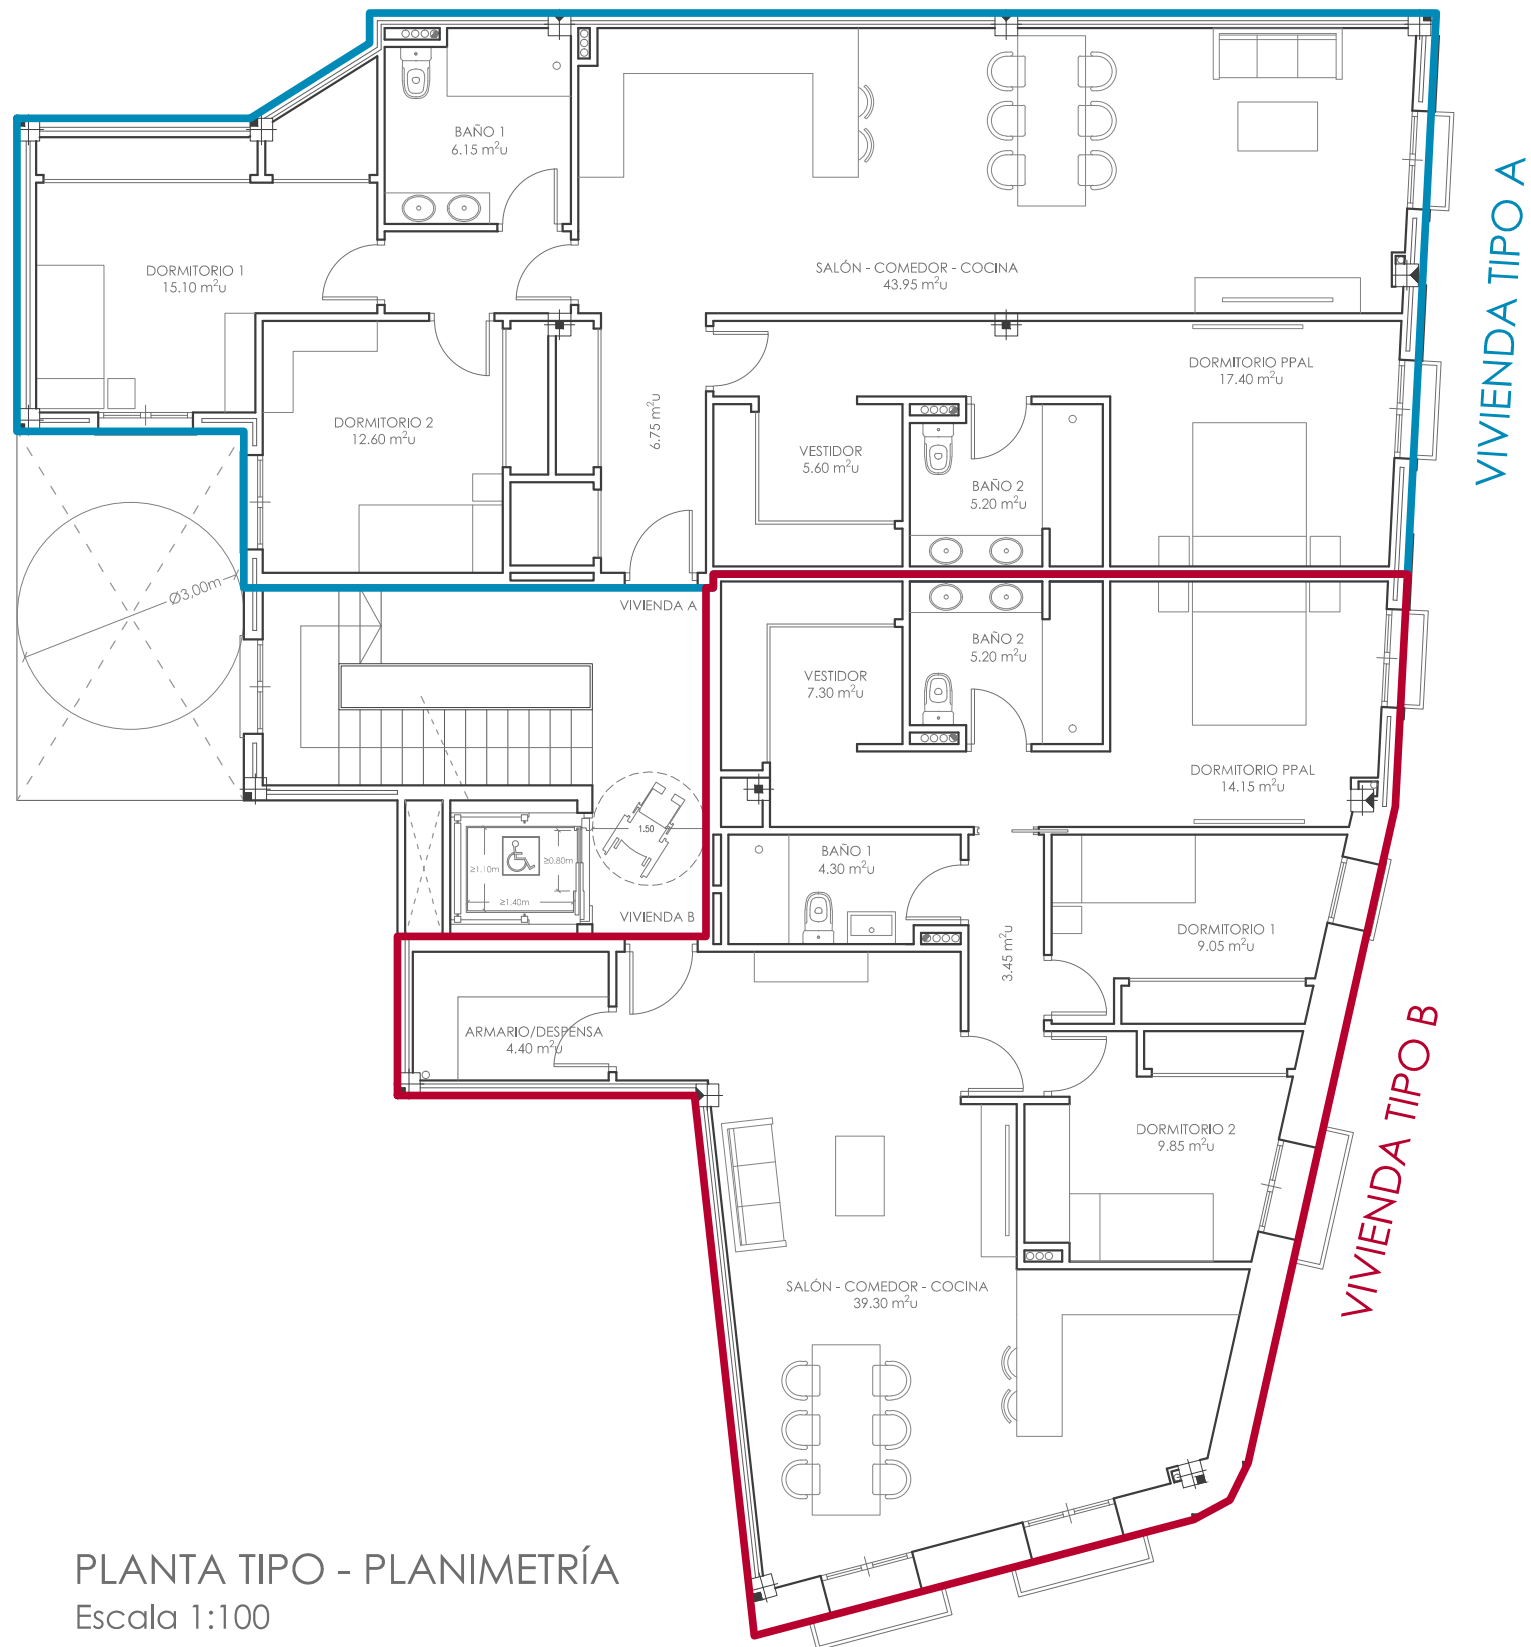 BAÑO 1
6.15 m²u
DORMITORIO 1
15.10 m²u
SALÓN - COMEDOR - COCINA
43.95 m²u
VIVIENDA TIPO A
DORMITORIO PPAL
17.40 m²u
DORMITORIO 2
12.60 m²u
6.75 m²u
VESTIDOR
5.60 m²u
BAÑO 2
5.20 m²u
Ø3,00m
VIVIENDA A
BAÑO 2
5.20 m²u
VESTIDOR
7.30 m²u
DORMITORIO PPAL
14.15 m²u
1.50
≥1.10m
≥0.80m
≥1.40m
BAÑO 1
4.30 m²u
VIVIENDA B
3.45 m²u
DORMITORIO 1
9.05 m²u
ARMARIO/DESPENSA
4.40 m²u
VIVIENDA TIPO B
DORMITORIO 2
9.85 m²u
SALÓN - COMEDOR - COCINA
39.30 m²u
PLANTA TIPO - PLANIMETRÍA
Escala 1:100